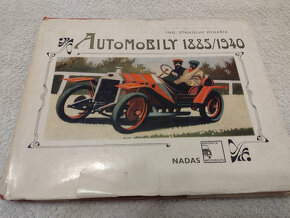 ING. STANISLAV MINAŘÍK
AUTOMOBILY 1885/1940
NADAS